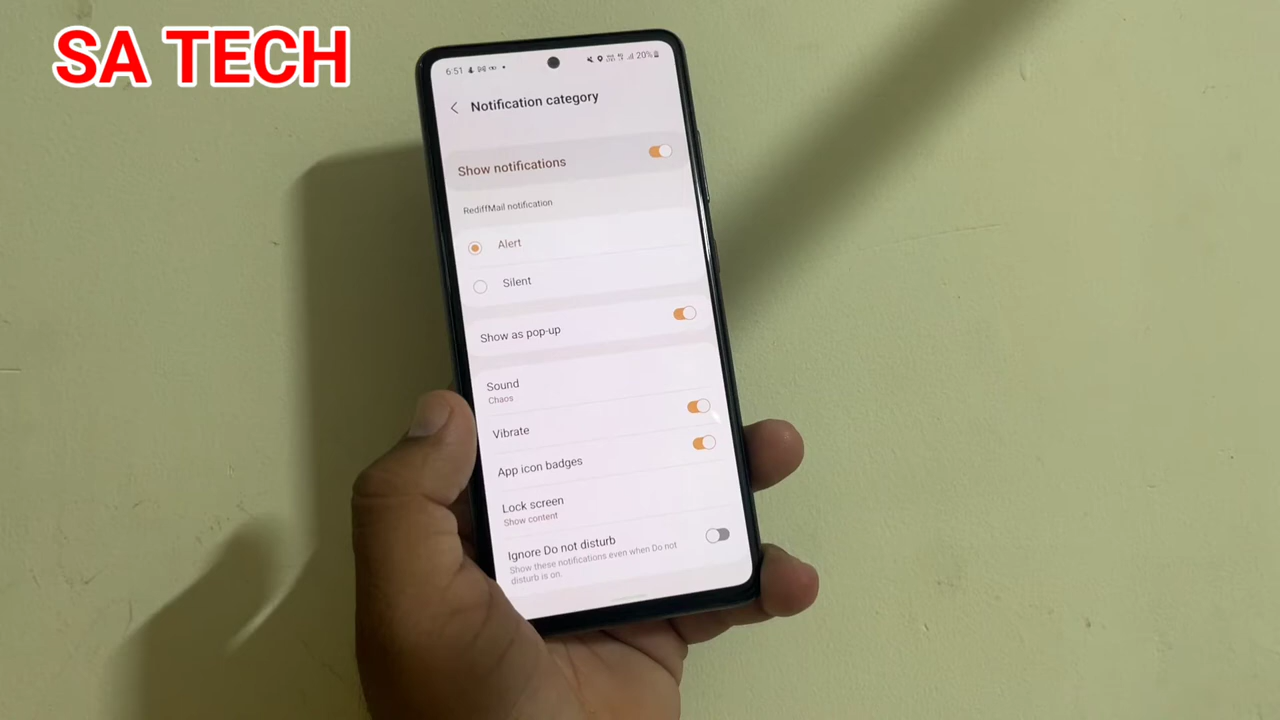 SA TECH
6:51
20%
Notification category
Show notifications
RediffMail notification
Alert
Silent
Show as pop-up
Sound
Chaos
Vibrate
App icon badges
Lock screen
Show content
Ignore Do not disturb
Show these notifications even when Do not
disturb is on.